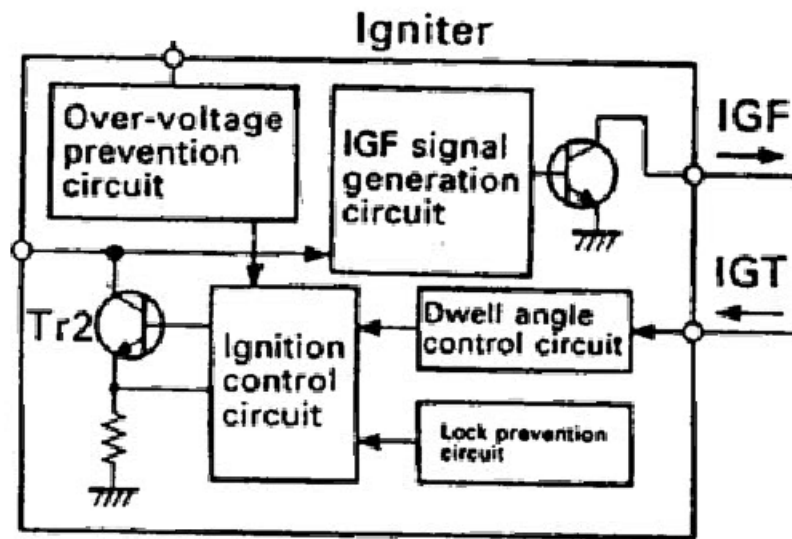 Igniter
Over-voltage
prevention
circuit
IGF signal
generation
circuit
IGF
IGT
Tr2
Ignition
control
circuit
Dwell angle
control circuit
Lock prevention
circuit